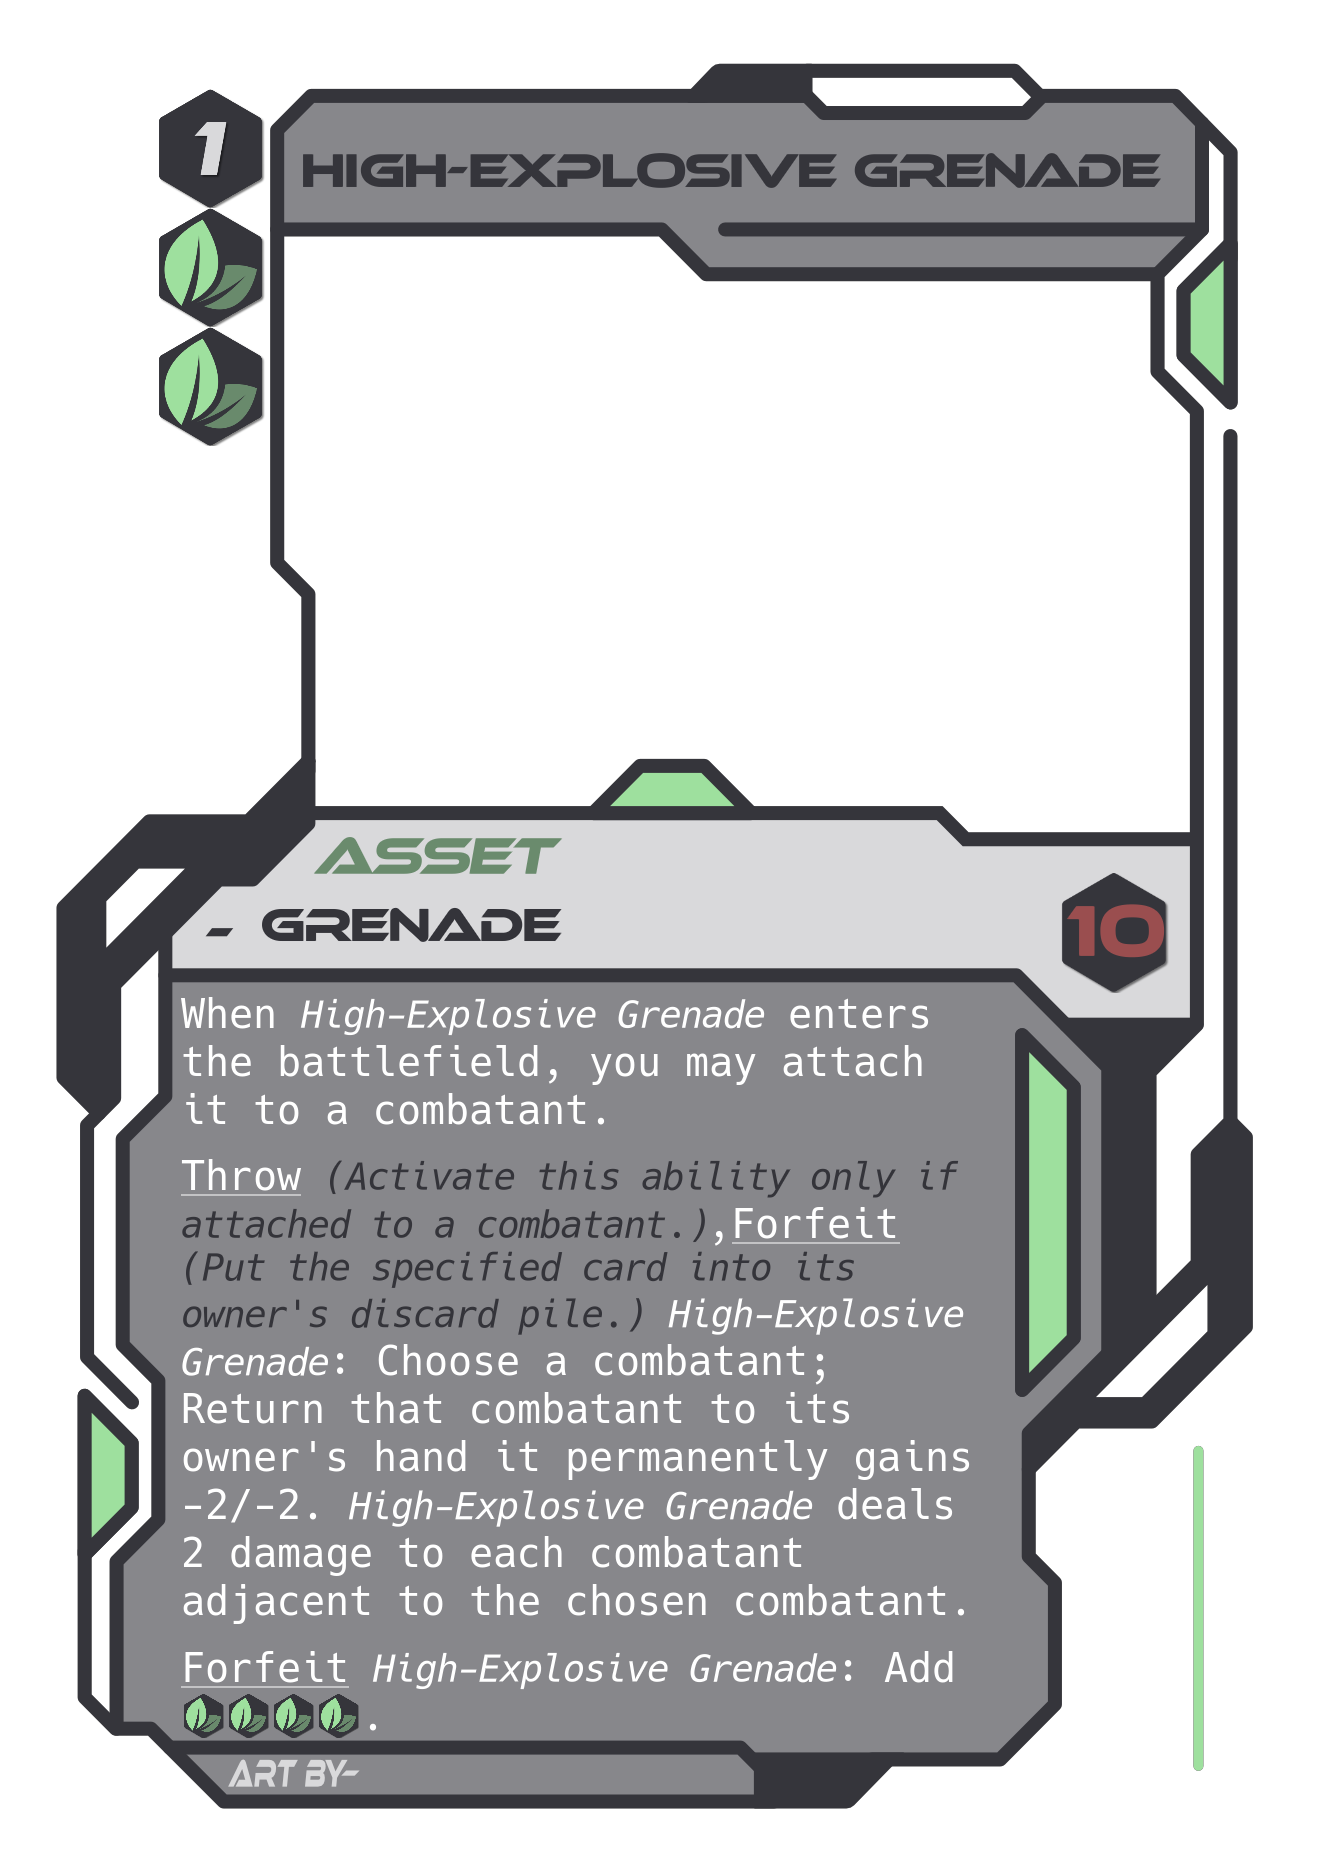 1
HIGH-EXPLOSIVE GRENADE
ASSET
- GRENADE
10
When High-Explosive Grenade enters
the battlefield, you may attach
it to a combatant.
Throw (Activate this ability only if
attached to a combatant.),Forfeit
(Put the specified card into its
owner's discard pile.) High-Explosive
Grenade: Choose a combatant;
Return that combatant to its
owner's hand it permanently gains
-2/-2. High-Explosive Grenade deals
2 damage to each combatant
adjacent to the chosen combatant.
Forfeit High-Explosive Grenade: Add
.
ART BY-